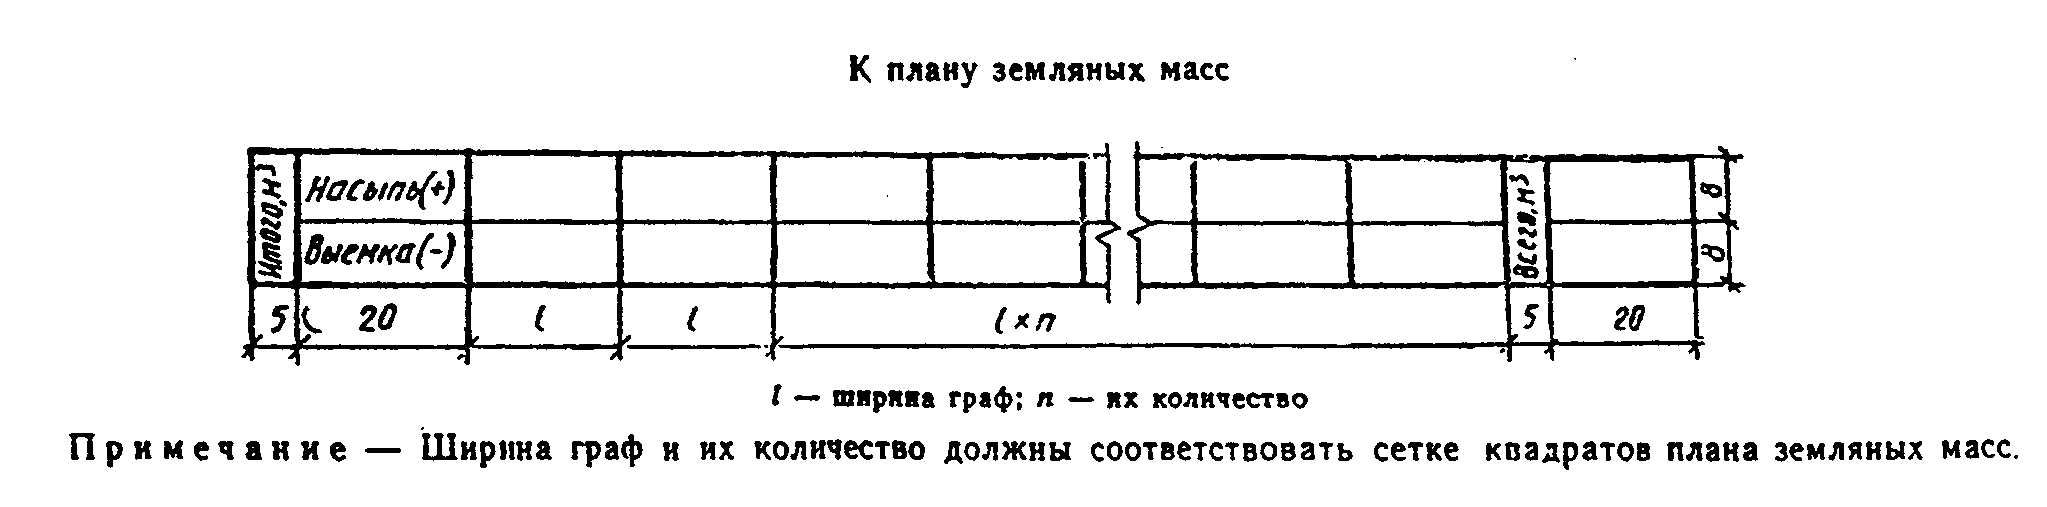 К плану земляных масс
Итого, м³
Насыпь(+)
Выемка(-)
Всего, м³
8
8
5
20
l
l
l×n
5
20
l — ширина граф; n — их количество
Примечание — Ширина граф и их количество должны соответствовать сетке квадратов плана земляных масс.